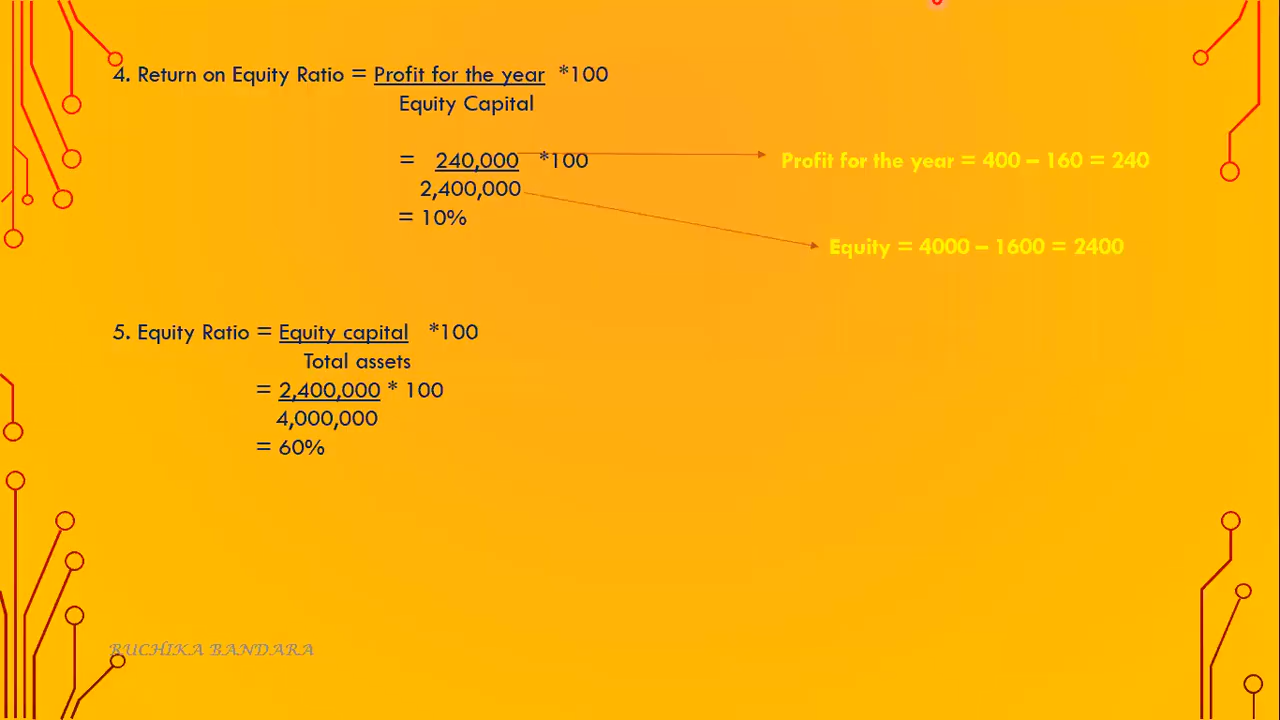 4. Return on Equity Ratio = Profit for the year *100
Equity Capital
= 240,000 *100
Profit for the year = 400 – 160 = 240
2,400,000
= 10%
Equity = 4000 – 1600 = 2400
5. Equity Ratio = Equity capital *100
Total assets
= 2,400,000 * 100
4,000,000
= 60%
RUCHIKA BANDARA